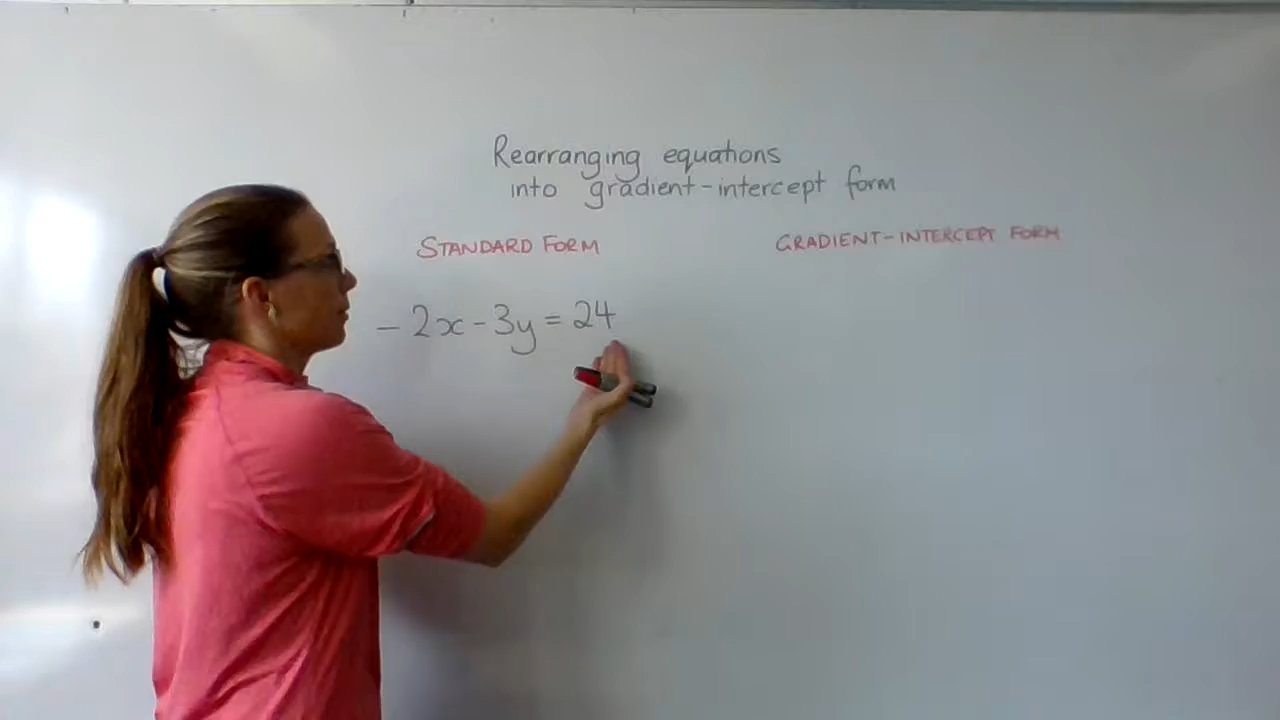 Rearranging equations
into gradient-intercept form
STANDARD FORM
GRADIENT-INTERCEPT FORM
- 2x - 3y = 24